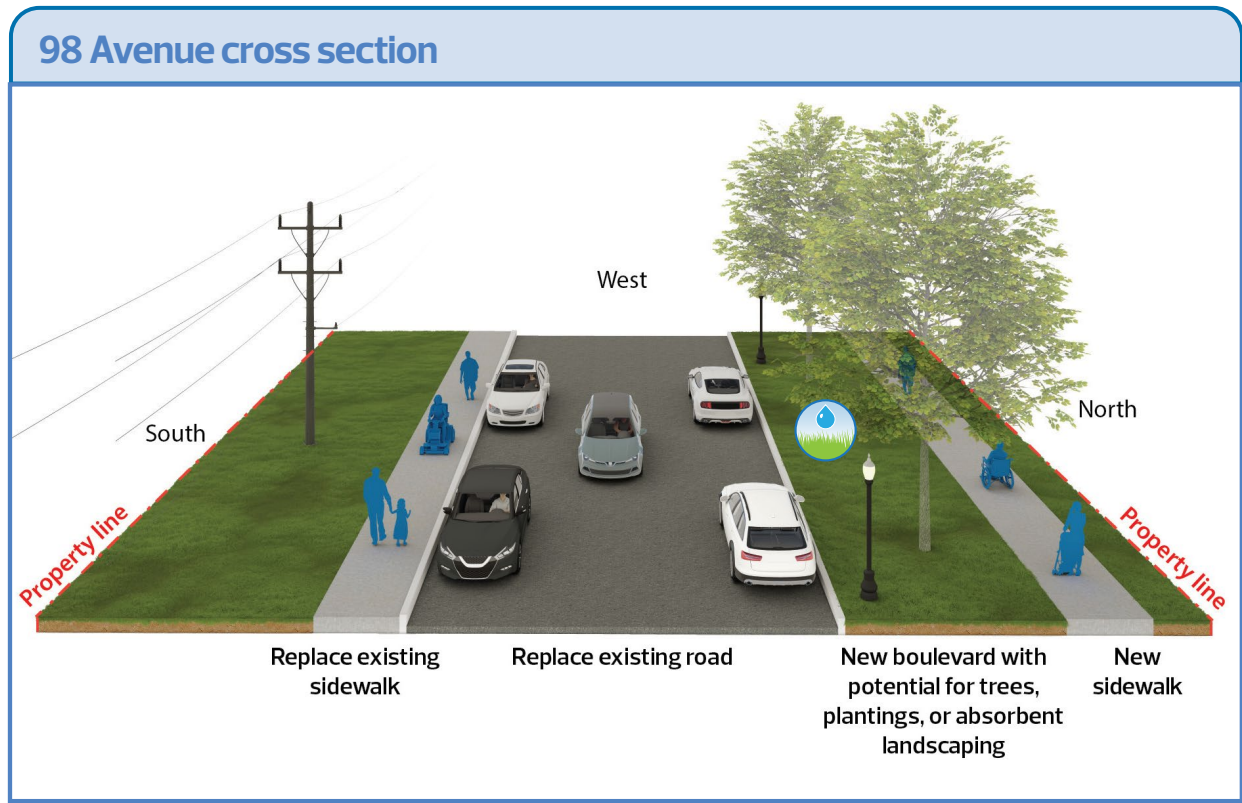 98 Avenue cross section
West
South
North
Property line
Property line
Replace existing
sidewalk
Replace existing road
New boulevard with
potential for trees,
plantings, or absorbent
landscaping
New
sidewalk